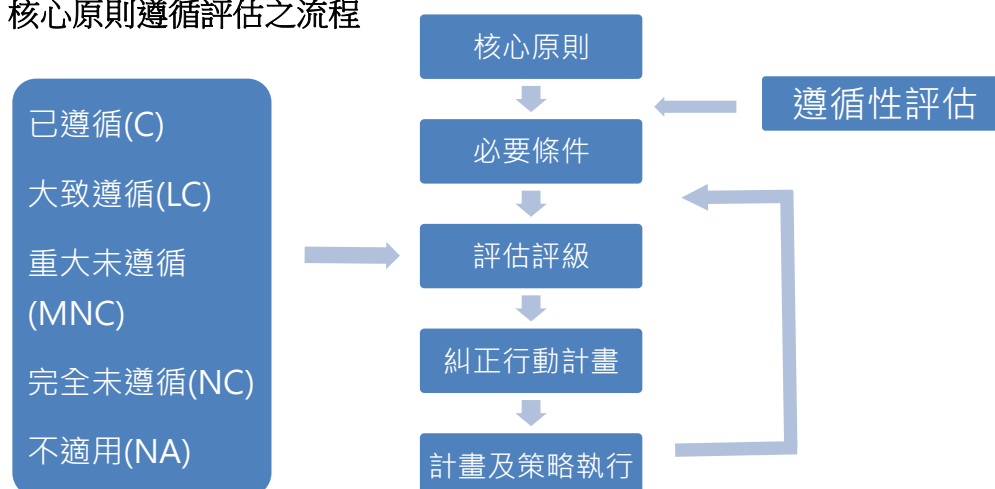 核心原則遵循評估之流程
已遵循(C)
大致遵循(LC)
重大未遵循
(MNC)
完全未遵循(NC)
不適用(NA)
核心原則
必要條件
評估評級
糾正行動計畫
計畫及策略執行
遵循性評估